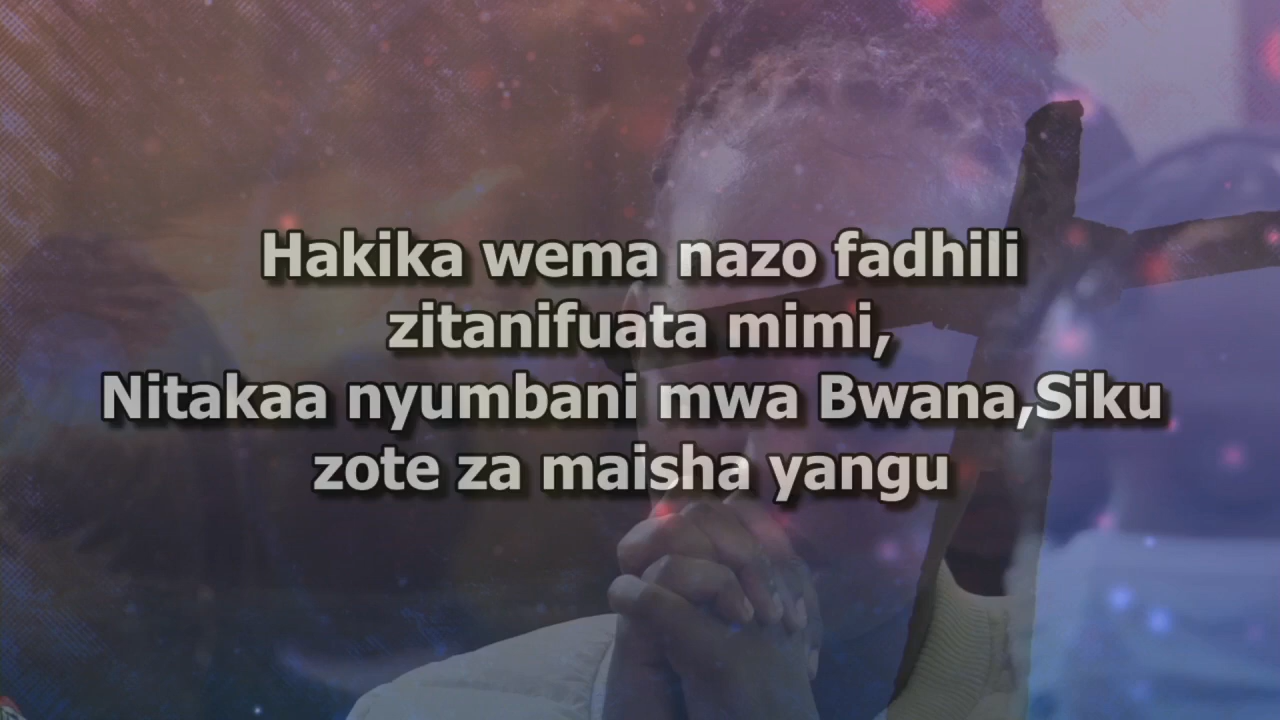 Hakika wema nazo fadhili
zitanifuata mimi,
Nitakaa nyumbani mwa Bwana,Siku
zote za maisha yangu